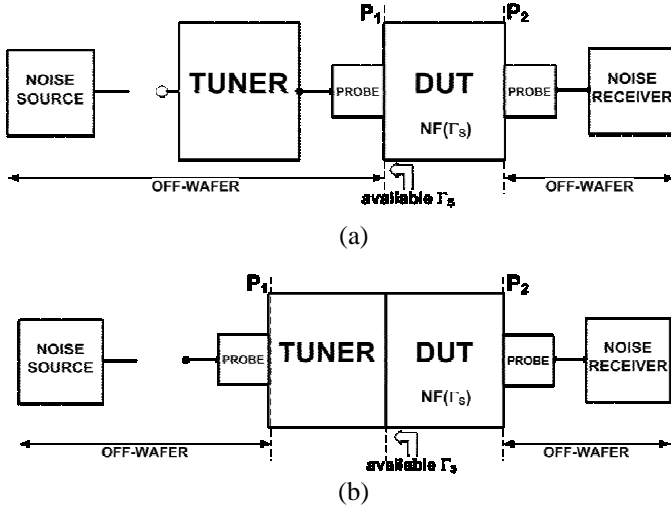 P1 P2
NOISE SOURCE TUNER PROBE DUT PROBE NOISE RECEIVER
NF(Γs)
OFF-WAFER OFF-WAFER
available Γs
(a)
P1 P2
NOISE SOURCE PROBE TUNER DUT PROBE NOISE RECEIVER
NF(Γs)
OFF-WAFER OFF-WAFER
available Γs
(b)